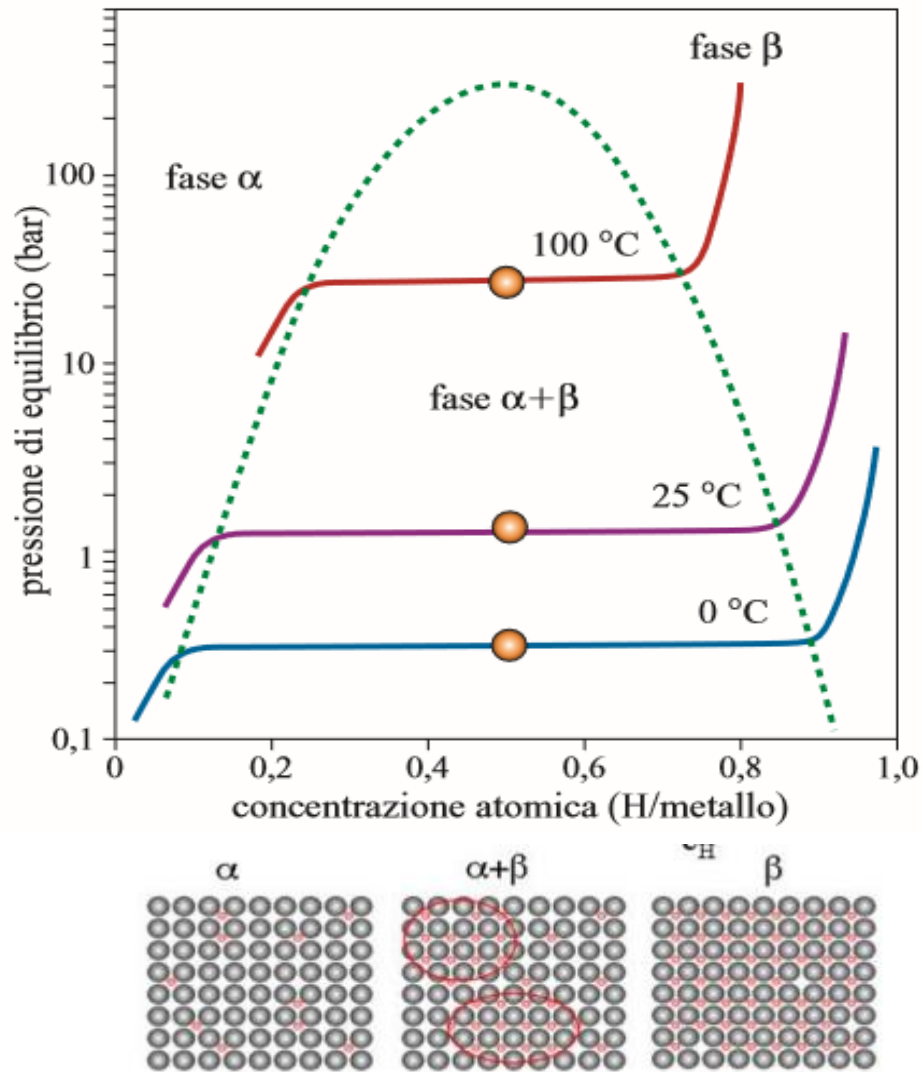 fase β
100
fase α
100 °C
10
fase α+β
25 °C
1
0 °C
0,1
0
0,2
0,4
0,6
0,8
1,0
pressione di equilibrio (bar)
concentrazione atomica (H/metallo)
c_H
α
α+β
β